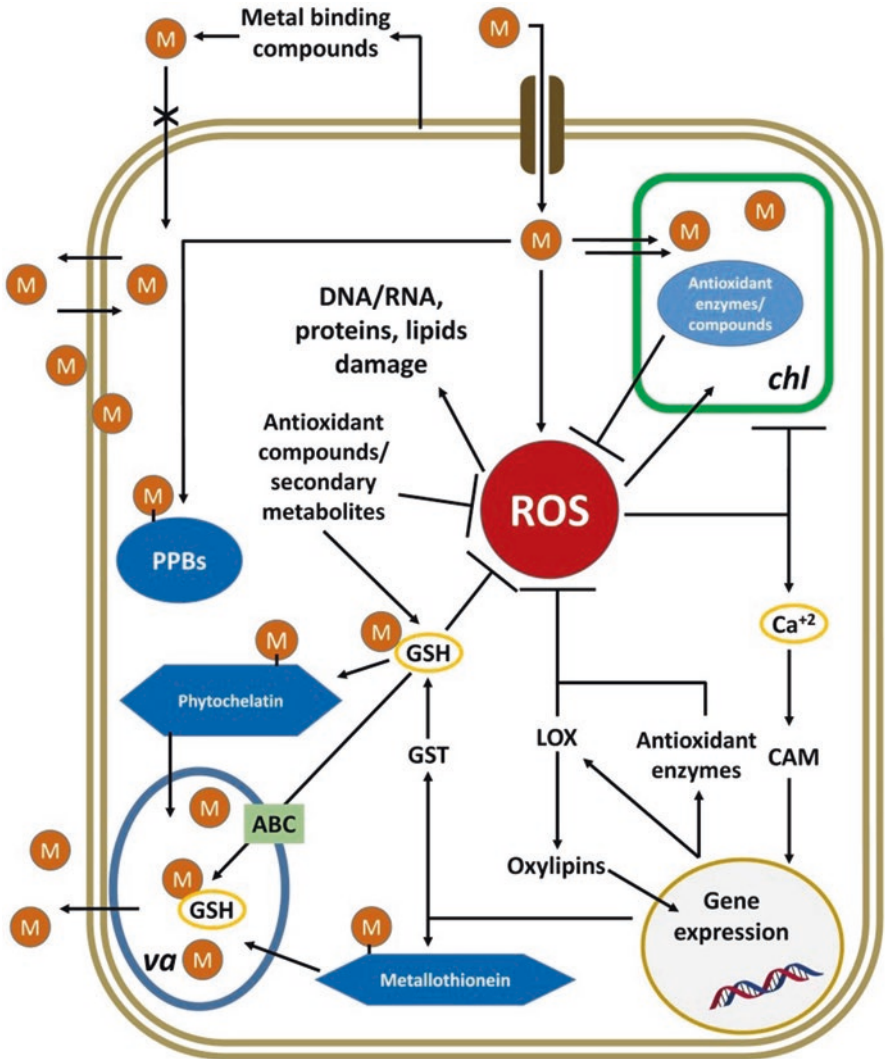 M
Metal binding
compounds
M
M
M
M
M
M
M
M
Antioxidant
enzymes/
compounds
chl
DNA/RNA,
proteins, lipids
damage
Antioxidant
compounds/
secondary
metabolites
ROS
M
PPBs
M
GSH
Ca+2
M
Phytochelatin
GST
LOX
Antioxidant
enzymes
CAM
M
ABC
M
M
GSH
M
va
M
Oxylipins
Gene
expression
M
Metallothionein